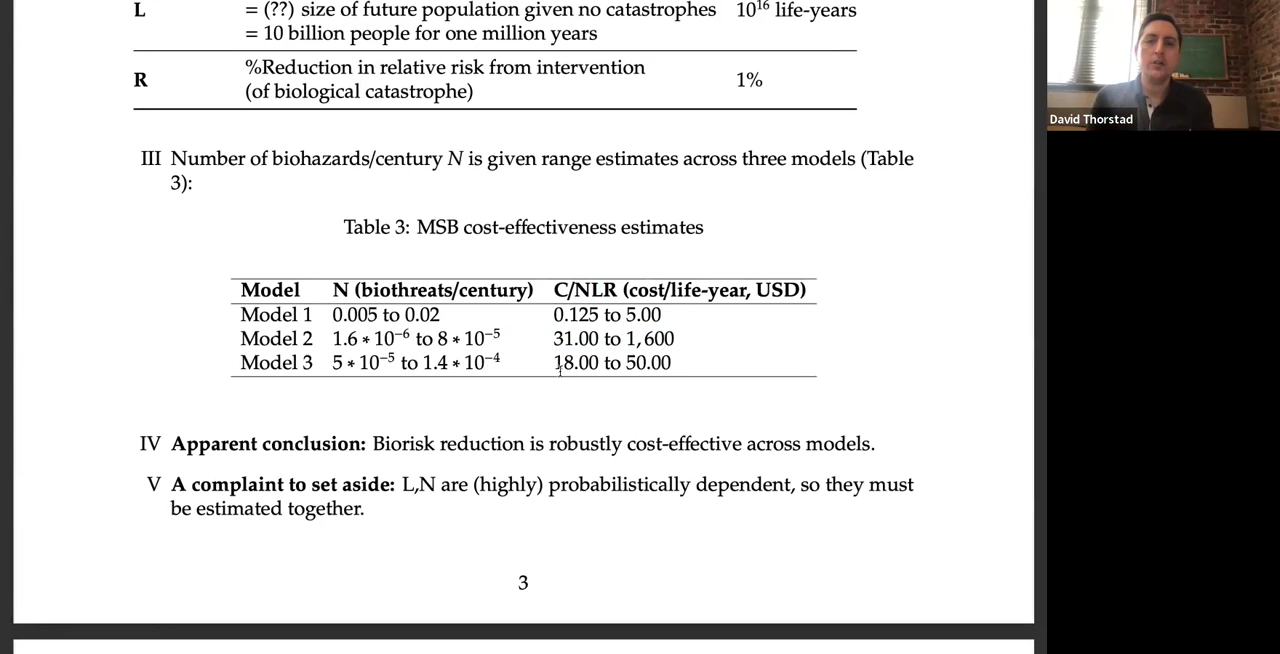 L = (??) size of future population given no catastrophes 10¹⁶ life-years
= 10 billion people for one million years
R %Reduction in relative risk from intervention 1%
(of biological catastrophe)
III Number of biohazards/century N is given range estimates across three models (Table
3):
Table 3: MSB cost-effectiveness estimates
Model N (biothreats/century) C/NLR (cost/life-year, USD)
Model 1 0.005 to 0.02 0.125 to 5.00
Model 2 1.6 * 10⁻⁶ to 8 * 10⁻⁵ 31.00 to 1,600
Model 3 5 * 10⁻⁵ to 1.4 * 10⁻⁴ 18.00 to 50.00
IV Apparent conclusion: Biorisk reduction is robustly cost-effective across models.
V A complaint to set aside: L,N are (highly) probabilistically dependent, so they must
be estimated together.
3
David Thorstad